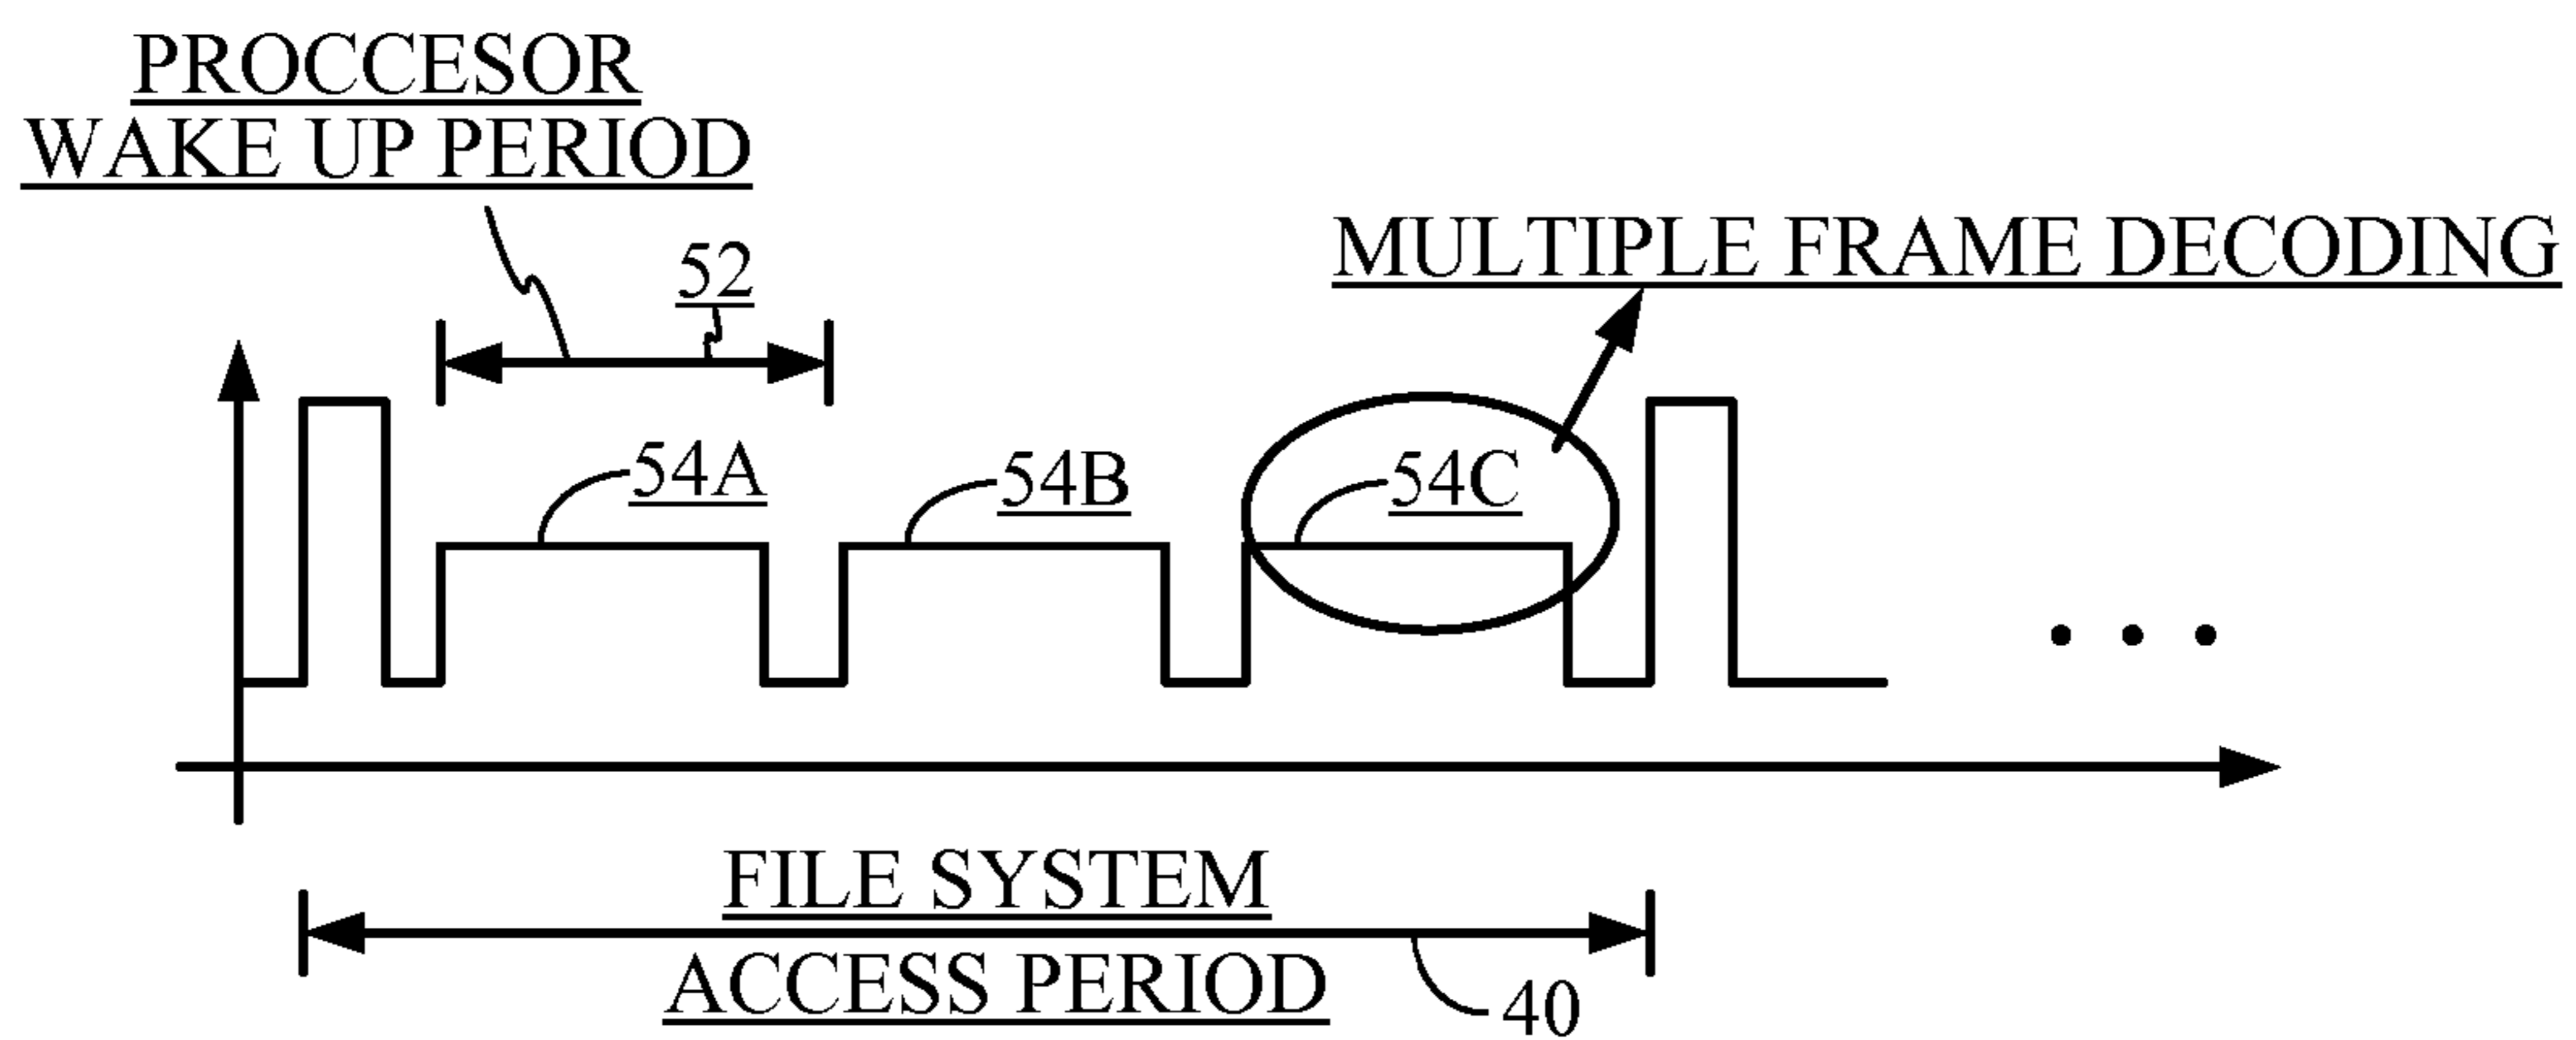 PROCCESOR
WAKE UP PERIOD
52
MULTIPLE FRAME DECODING
54A
54B
54C
FILE SYSTEM
ACCESS PERIOD
40